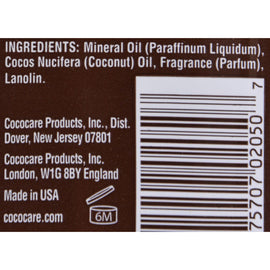 INGREDIENTS: Mineral Oil (Paraffinum Liquidum),
Cocos Nucifera (Coconut) Oil, Fragrance (Parfum),
Lanolin.
Cococare Products, Inc., Dist.
Dover, New Jersey 07801
Cococare Products, Inc.
London, W1G 8BY England
Made in USA
cococare.com
6M
75707 02050 7